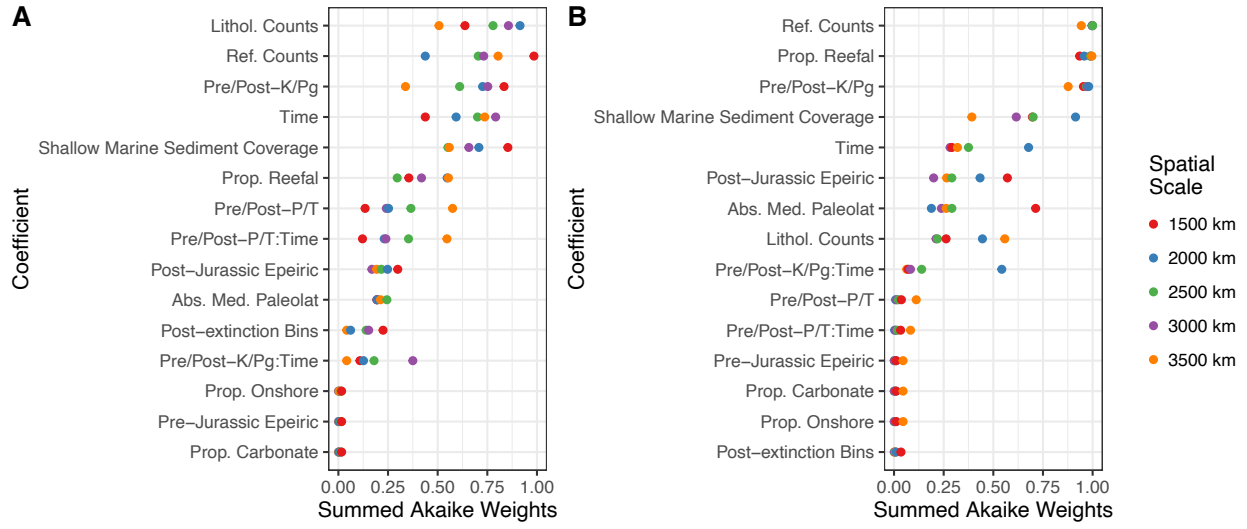 A
Lithol. Counts
Ref. Counts
Pre/Post−K/Pg
Time
Shallow Marine Sediment Coverage
Prop. Reefal
Pre/Post−P/T
Pre/Post−P/T:Time
Post−Jurassic Epeiric
Abs. Med. Paleolat
Post−extinction Bins
Pre/Post−K/Pg:Time
Prop. Onshore
Pre−Jurassic Epeiric
Prop. Carbonate
Coefficient
0.00 0.25 0.50 0.75 1.00
Summed Akaike Weights
B
Ref. Counts
Prop. Reefal
Pre/Post−K/Pg
Shallow Marine Sediment Coverage
Time
Post−Jurassic Epeiric
Abs. Med. Paleolat
Lithol. Counts
Pre/Post−K/Pg:Time
Pre/Post−P/T
Pre/Post−P/T:Time
Pre−Jurassic Epeiric
Prop. Carbonate
Prop. Onshore
Post−extinction Bins
Coefficient
0.00 0.25 0.50 0.75 1.00
Summed Akaike Weights
Spatial
Scale
1500 km
2000 km
2500 km
3000 km
3500 km